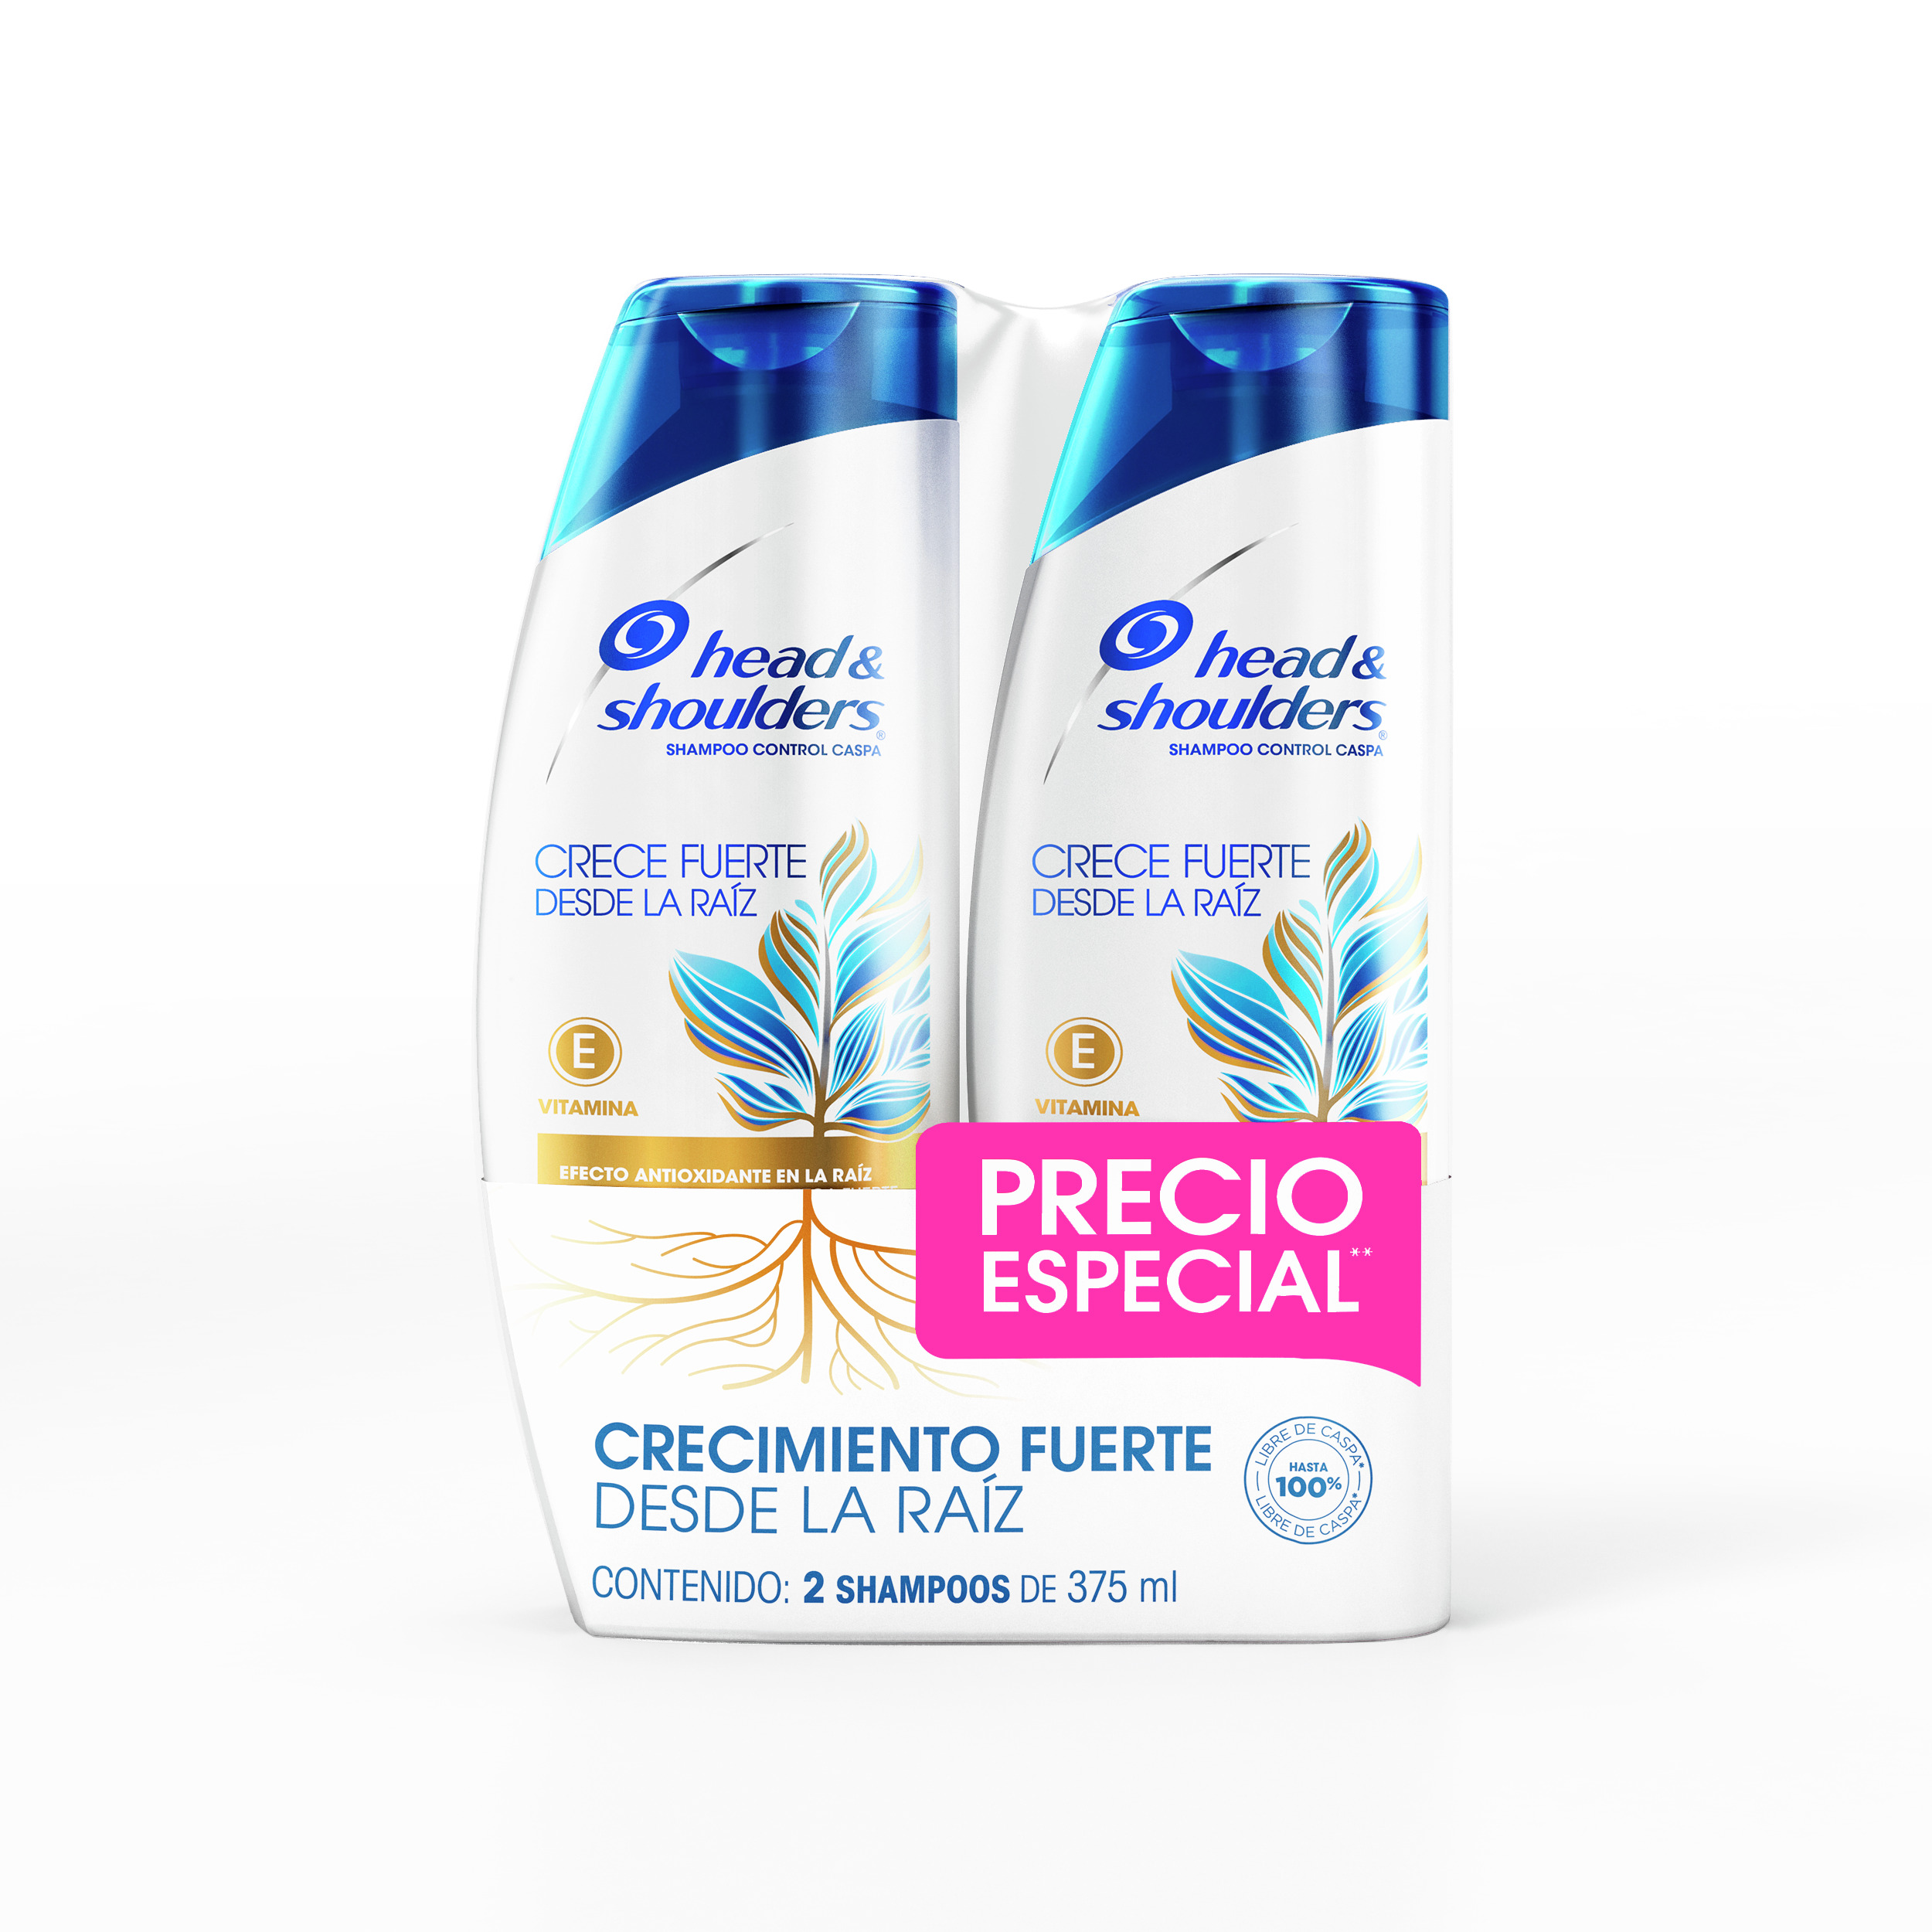 head &
shoulders®
SHAMPOO CONTROL CASPA
CRECE FUERTE
DESDE LA RAÍZ
E
VITAMINA
EFECTO ANTIOXIDANTE EN LA RAÍZ
head &
shoulders®
SHAMPOO CONTROL CASPA
CRECE FUERTE
DESDE LA RAÍZ
E
VITAMINA
PRECIO
ESPECIAL**
CRECIMIENTO FUERTE
DESDE LA RAÍZ
LIBRE DE CASPA*
HASTA
100%
LIBRE DE CASPA*
CONTENIDO: 2 SHAMPOOS DE 375 ml